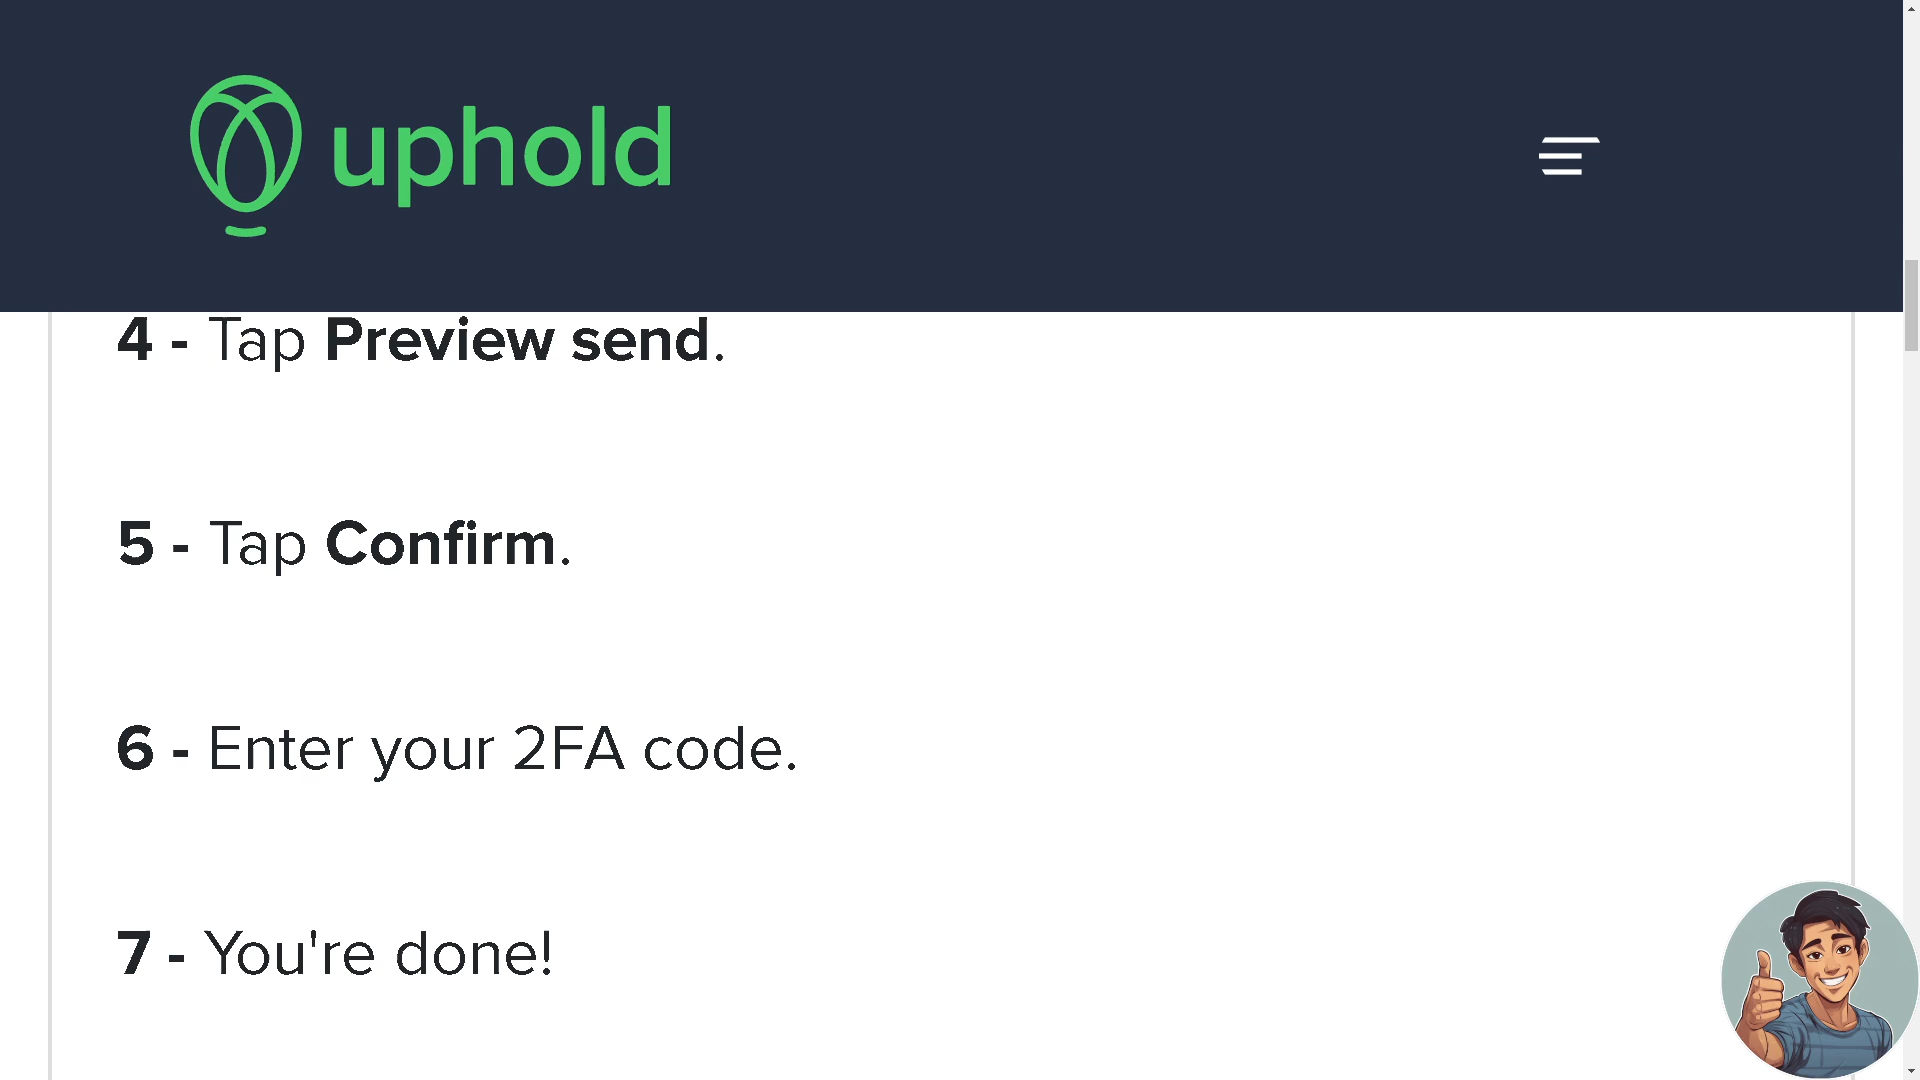 uphold
4 - Tap Preview send.
5 - Tap Confirm.
6 - Enter your 2FA code.
7 - You're done!